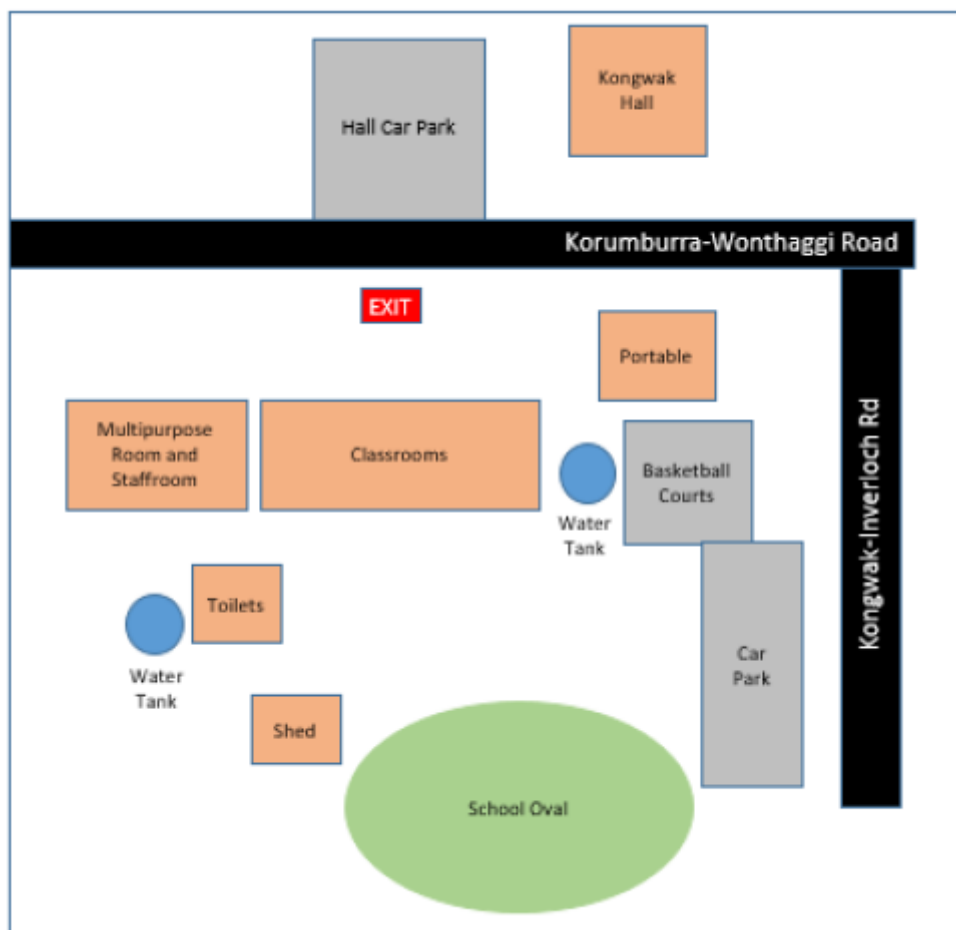 Kongwak
Hall
Hall Car Park
Korumburra-Wonthaggi Road
EXIT
Portable
Multipurpose
Room and
Staffroom
Classrooms
Water
Tank
Basketball
Courts
Kongwak-Inverloch Rd
Toilets
Water
Tank
Car
Park
Shed
School Oval